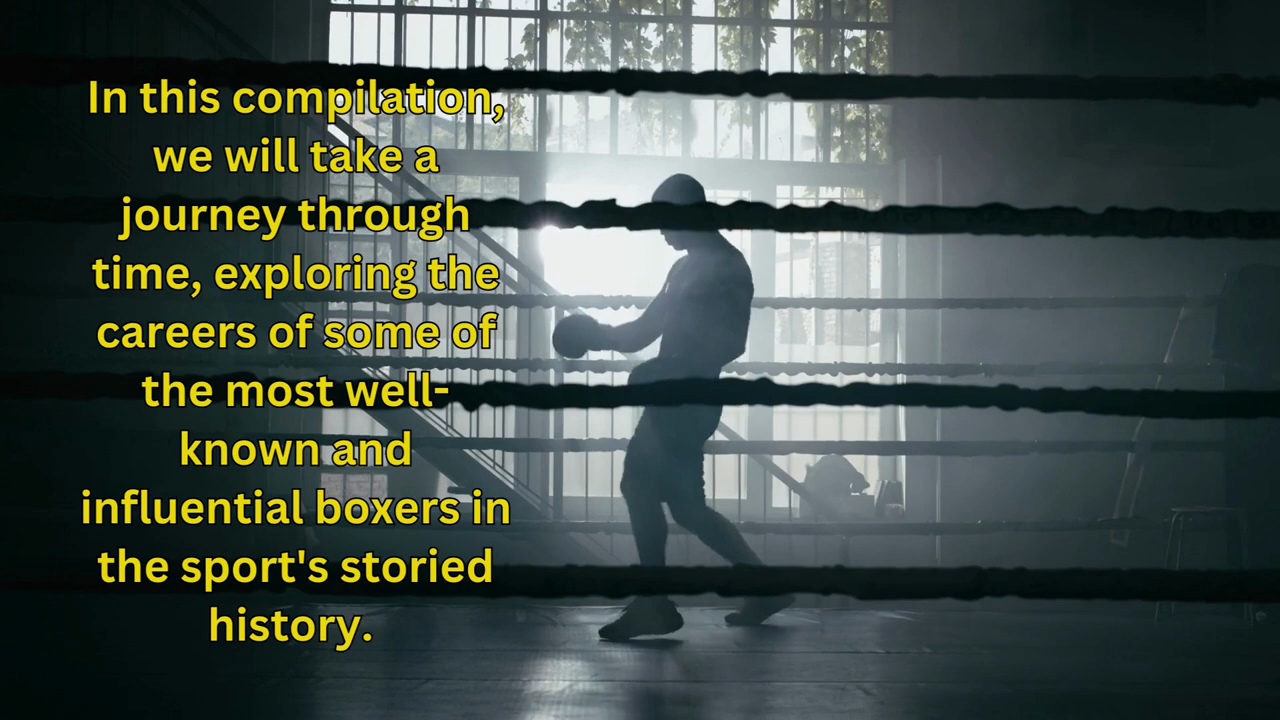 In this compilation,
we will take a
journey through
time, exploring the
careers of some of
the most well-
known and
influential boxers in
the sport's storied
history.